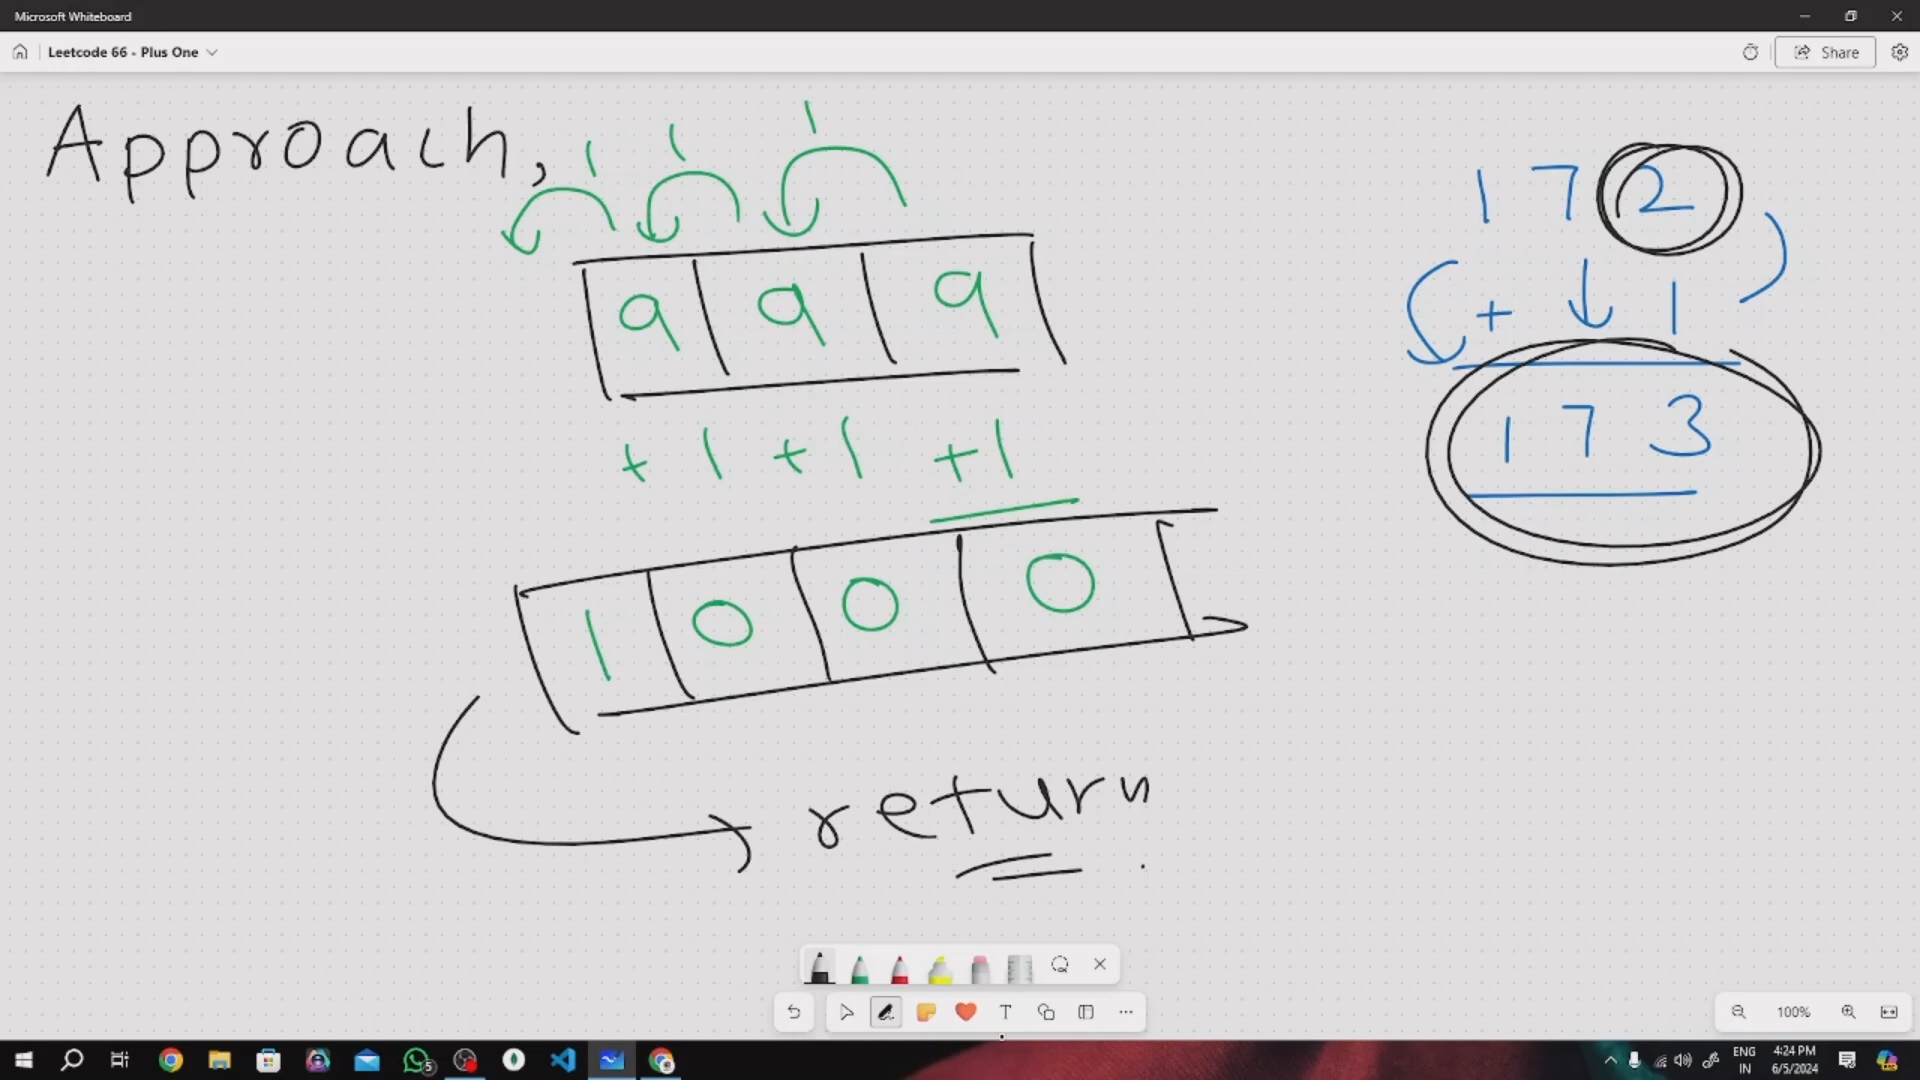 Microsoft Whiteboard
Leetcode 66 - Plus One
Share
Approach,
1 1 1
9 9 9
+1 +1 +1
1 0 0 0
return.
1 7 2
+ 1
1 7 3
T
100%
5
ENG
IN
4:24 PM
6/5/2024